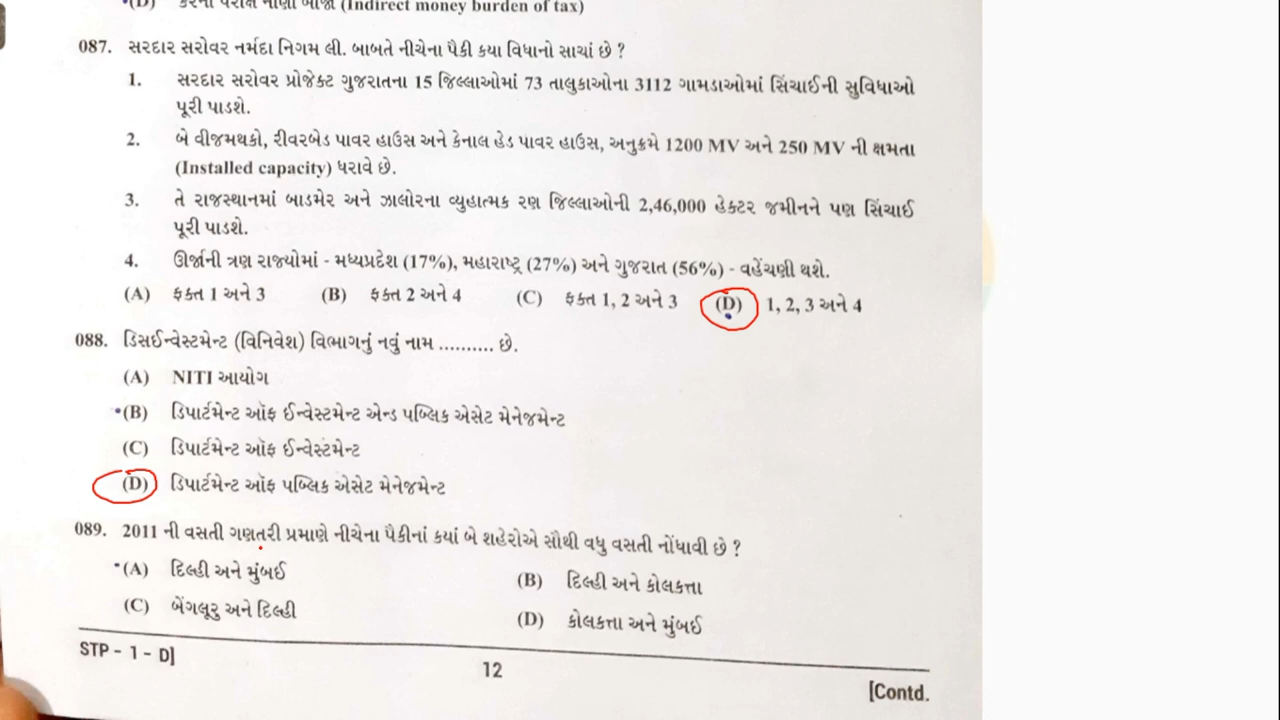 (D) કરનો પરોક્ષ નાણા બોજો (Indirect money burden of tax)
087. સરદાર સરોવર નર્મદા નિગમ લી. બાબતે નીચેના પૈકી કયા વિધાનો સાચાં છે ?
1. સરદાર સરોવર પ્રોજેક્ટ ગુજરાતના 15 જિલ્લાઓમાં 73 તાલુકાઓના 3112 ગામડાઓમાં સિંચાઈની સુવિધાઓ
પૂરી પાડશે.
2. બે વીજમથકો, રીવરબેડ પાવર હાઉસ અને કેનાલ હેડ પાવર હાઉસ, અનુક્રમે 1200 MV અને 250 MV ની ક્ષમતા
(Installed capacity) ધરાવે છે.
3. તે રાજસ્થાનમાં બાડમેર અને ઝાલોરના વ્યુહાત્મક રણ જિલ્લાઓની 2,46,000 હેક્ટર જમીનને પણ સિંચાઈ
પૂરી પાડશે.
4. ઊર્જાની ત્રણ રાજ્યોમાં - મધ્યપ્રદેશ (17%), મહારાષ્ટ્ર (27%) અને ગુજરાત (56%) - વહેંચણી થશે.
(A) ફક્ત 1 અને 3 (B) ફક્ત 2 અને 4 (C) ફક્ત 1, 2 અને 3 (D) 1, 2, 3 અને 4
088. ડિસઈન્વેસ્ટમેન્ટ (વિનિવેશ) વિભાગનું નવું નામ .......... છે.
(A) NITI આયોગ
(B) ડિપાર્ટમેન્ટ ઑફ ઈન્વેસ્ટમેન્ટ એન્ડ પબ્લિક એસેટ મેનેજમેન્ટ
(C) ડિપાર્ટમેન્ટ ઑફ ઈન્વેસ્ટમેન્ટ
(D) ડિપાર્ટમેન્ટ ઑફ પબ્લિક એસેટ મેનેજમેન્ટ
089. 2011 ની વસતી ગણતરી પ્રમાણે નીચેના પૈકીનાં કયાં બે શહેરોએ સૌથી વધુ વસતી નોંધાવી છે ?
(A) દિલ્હી અને મુંબઈ (B) દિલ્હી અને કોલકત્તા
(C) બેંગલૂરુ અને દિલ્હી (D) કોલકત્તા અને મુંબઈ
STP - 1 - D] 12 [Contd.